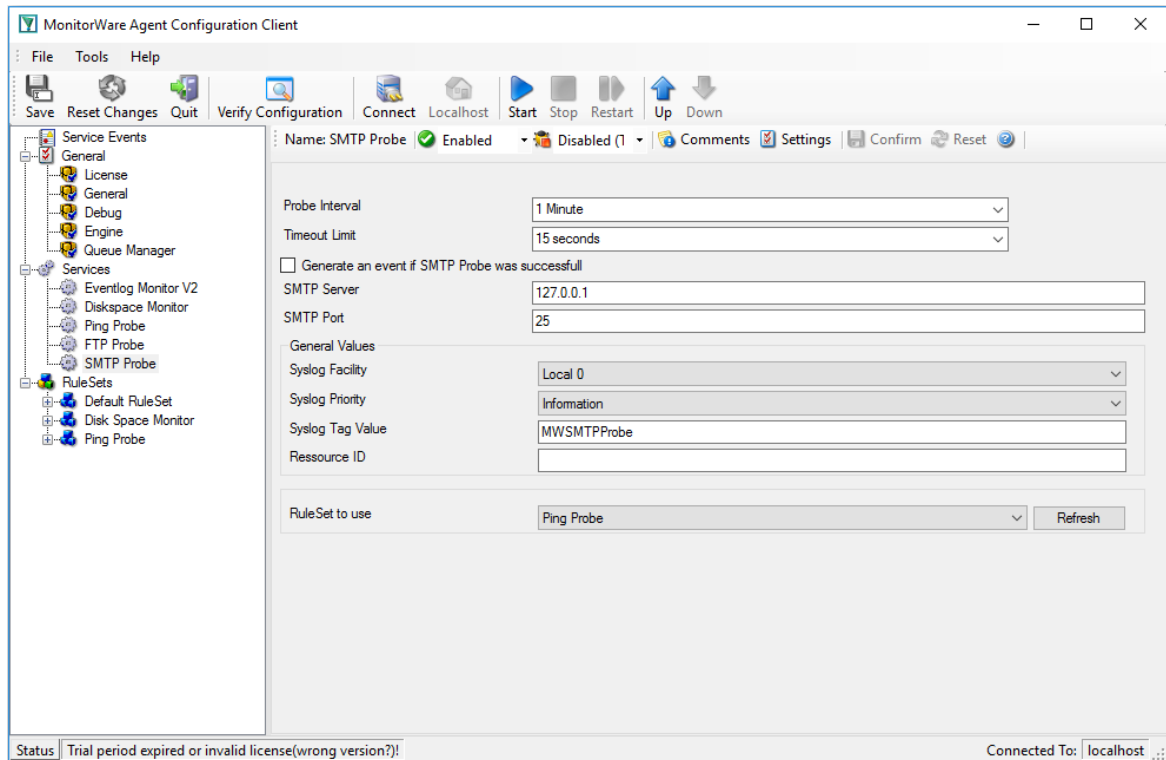 MonitorWare Agent Configuration Client
File Tools Help
Save Reset Changes Quit Verify Configuration Connect Localhost Start Stop Restart Up Down
Service Events
General
License
General
Debug
Engine
Queue Manager
Services
Eventlog Monitor V2
Diskspace Monitor
Ping Probe
FTP Probe
SMTP Probe
RuleSets
Default RuleSet
Disk Space Monitor
Ping Probe
Name: SMTP Probe Enabled Disabled (T Comments Settings Confirm Reset
Probe Interval 1 Minute
Timeout Limit 15 seconds
Generate an event if SMTP Probe was successfull
SMTP Server 127.0.0.1
SMTP Port 25
General Values
Syslog Facility Local 0
Syslog Priority Information
Syslog Tag Value MWSMTPProbe
Ressource ID
RuleSet to use Ping Probe Refresh
Status Trial period expired or invalid license(wrong version?)! Connected To: localhost